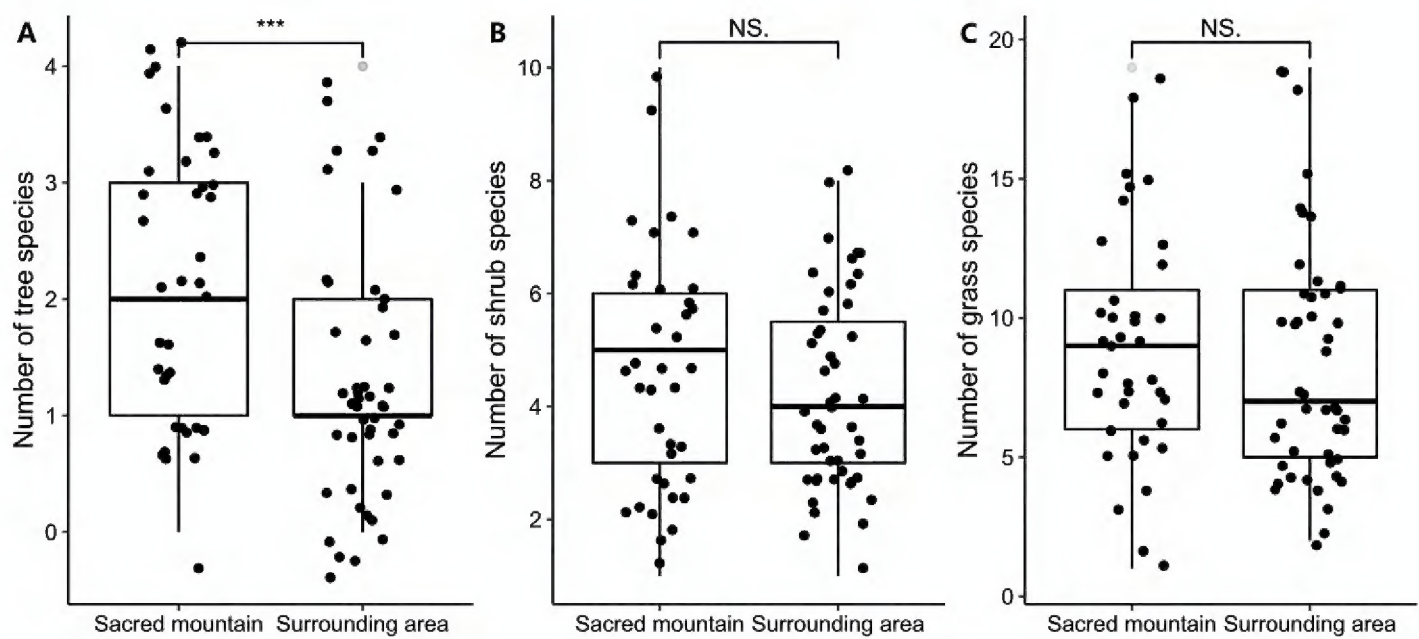 A
***
Number of tree species
4
3
2
1
0
Sacred mountain Surrounding area
B
NS.
Number of shrub species
10
8
6
4
2
Sacred mountain Surrounding area
C
NS.
Number of grass species
20
15
10
5
0
Sacred mountain Surrounding area